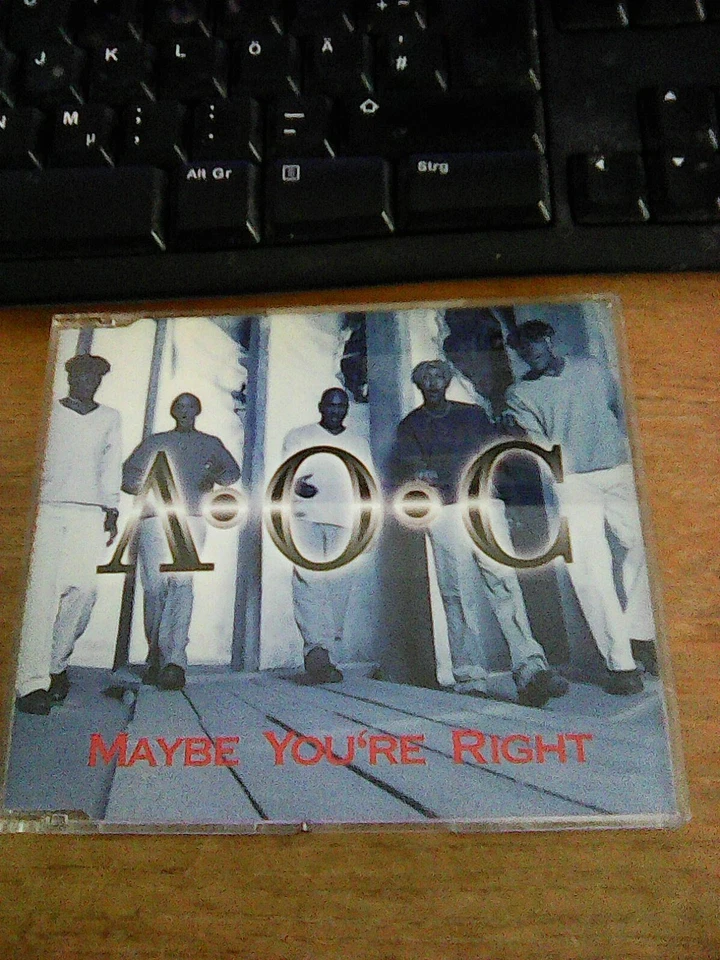 J K L Ö Ä ' #
N M µ ; , : . _ -
Alt Gr Strg
A•O•C
MAYBE YOU'RE RIGHT